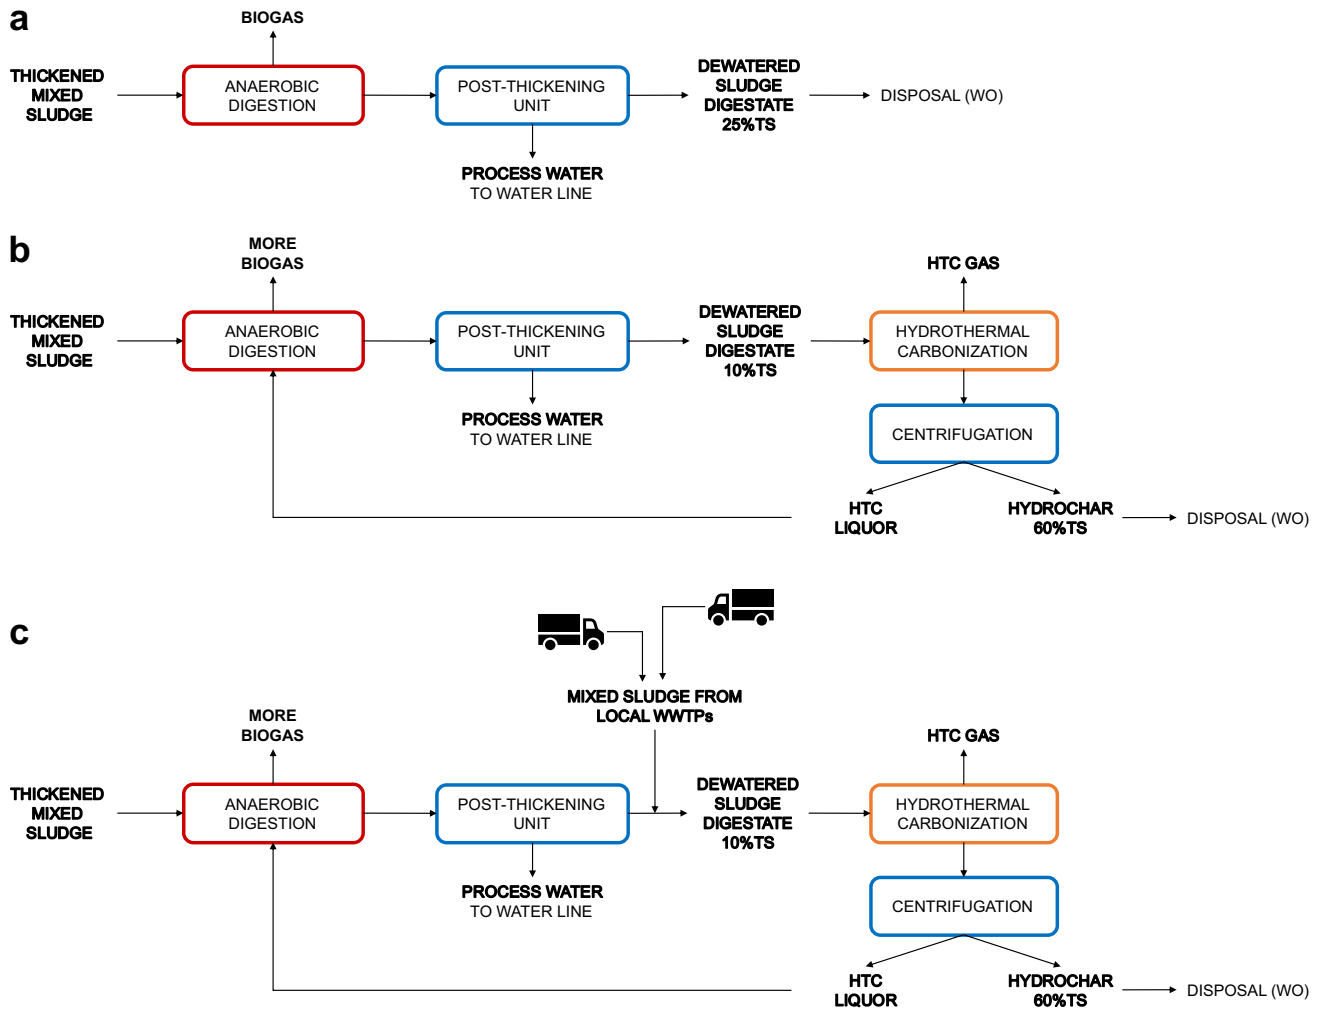 a
BIOGAS
THICKENED
MIXED
SLUDGE
ANAEROBIC
DIGESTION
POST-THICKENING
UNIT
DEWATERED
SLUDGE
DIGESTATE
25%TS
DISPOSAL (WO)
PROCESS WATER
TO WATER LINE
b
MORE
BIOGAS
HTC GAS
THICKENED
MIXED
SLUDGE
ANAEROBIC
DIGESTION
POST-THICKENING
UNIT
DEWATERED
SLUDGE
DIGESTATE
10%TS
HYDROTHERMAL
CARBONIZATION
PROCESS WATER
TO WATER LINE
CENTRIFUGATION
HTC
LIQUOR
HYDROCHAR
60%TS
DISPOSAL (WO)
c
MIXED SLUDGE FROM
LOCAL WWTPs
MORE
BIOGAS
HTC GAS
THICKENED
MIXED
SLUDGE
ANAEROBIC
DIGESTION
POST-THICKENING
UNIT
DEWATERED
SLUDGE
DIGESTATE
10%TS
HYDROTHERMAL
CARBONIZATION
PROCESS WATER
TO WATER LINE
CENTRIFUGATION
HTC
LIQUOR
HYDROCHAR
60%TS
DISPOSAL (WO)